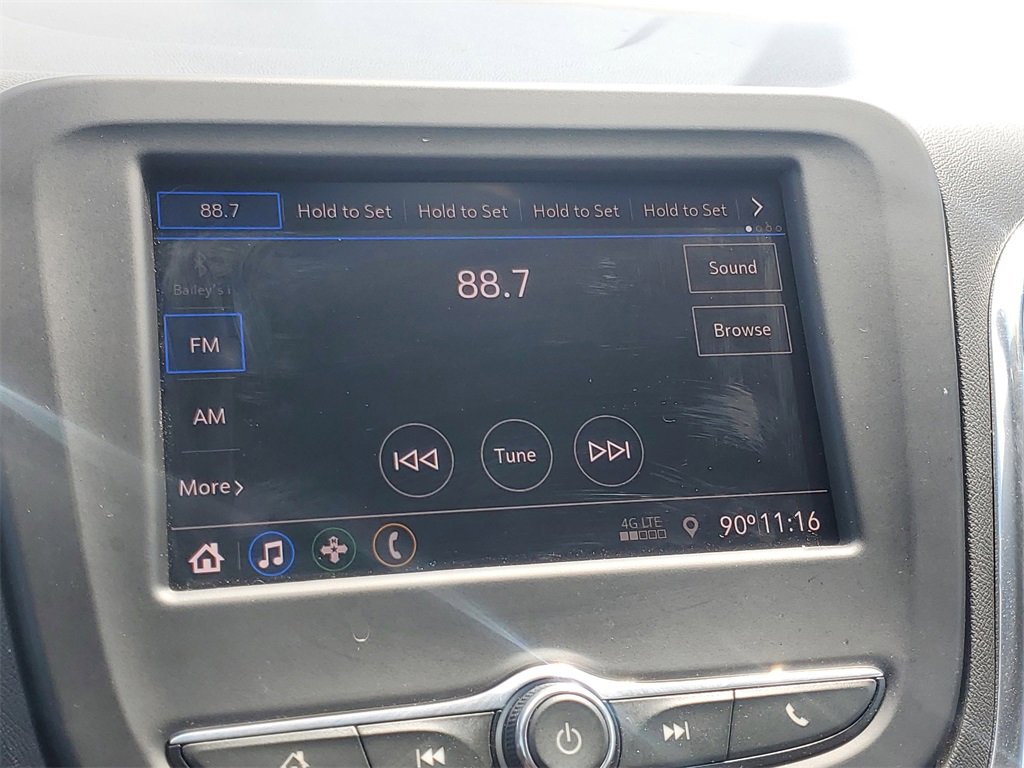 88.7 Hold to Set Hold to Set Hold to Set Hold to Set
Bailey's
88.7
Sound
Browse
FM
AM
Tune
More
4G LTE
90° 11:16
N